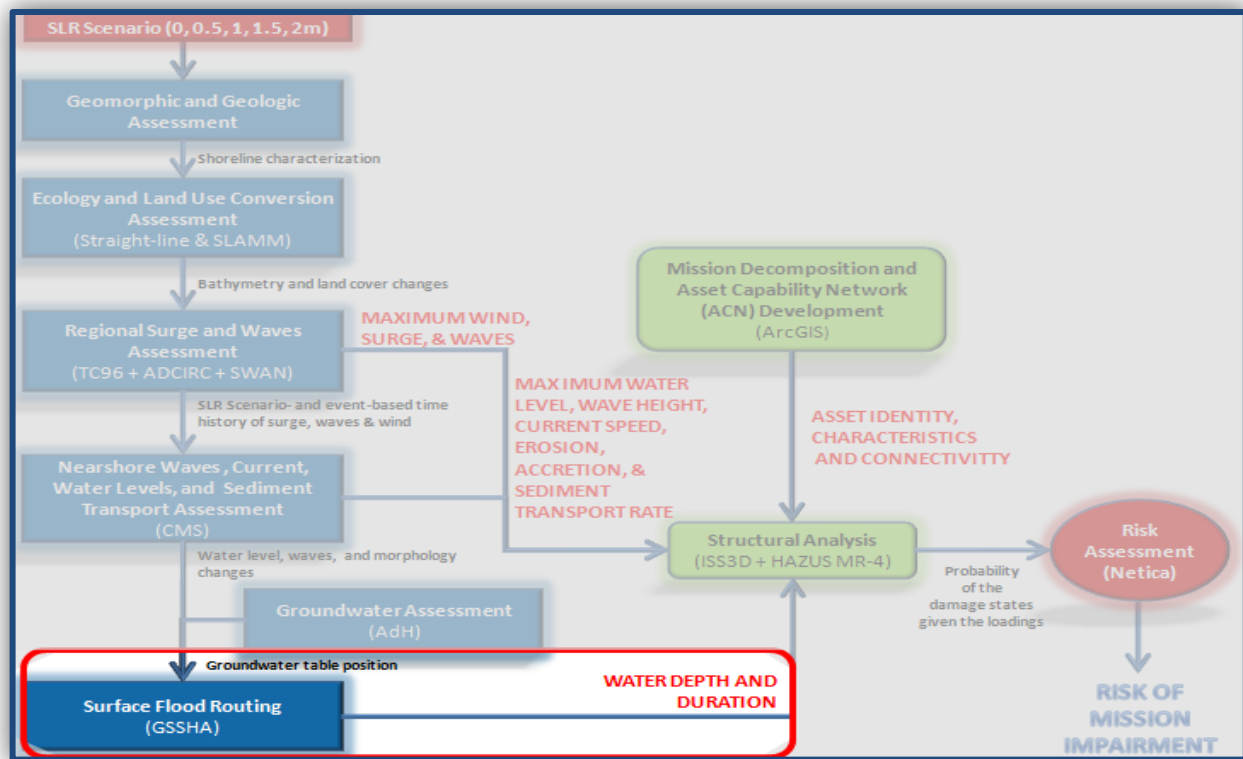 SLR Scenario (0, 0.5, 1, 1.5, 2m)
Geomorphic and Geologic
Assessment
Shoreline characterization
Ecology and Land Use Conversion
Assessment
(Straight-line & SLAMM)
Bathymetry and land cover changes
Regional Surge and Waves
Assessment
(TC96 + ADCIRC + SWAN)
MAXIMUM WIND,
SURGE, & WAVES
SLR Scenario- and event-based time
history of surge, waves & wind
Nearshore Waves , Current,
Water Levels, and Sediment
Transport Assessment
(CMS)
MAXIMUM WATER
LEVEL, WAVE HEIGHT,
CURRENT SPEED,
EROSION,
ACCRETION, &
SEDIMENT
TRANSPORT RATE
Mission Decomposition and
Asset Capability Network
(ACN) Development
(ArcGIS)
ASSET IDENTITY,
CHARACTERISTICS
AND CONNECTIVITTY
Water level, waves, and morphology
changes
Groundwater Assessment
(AdH)
Structural Analysis
(ISS3D + HAZUS MR-4)
Probability
of the
damage states
given the loadings
Risk
Assessment
(Netica)
Groundwater table position
Surface Flood Routing
(GSSHA)
WATER DEPTH AND
DURATION
RISK OF
MISSION
IMPAIRMENT